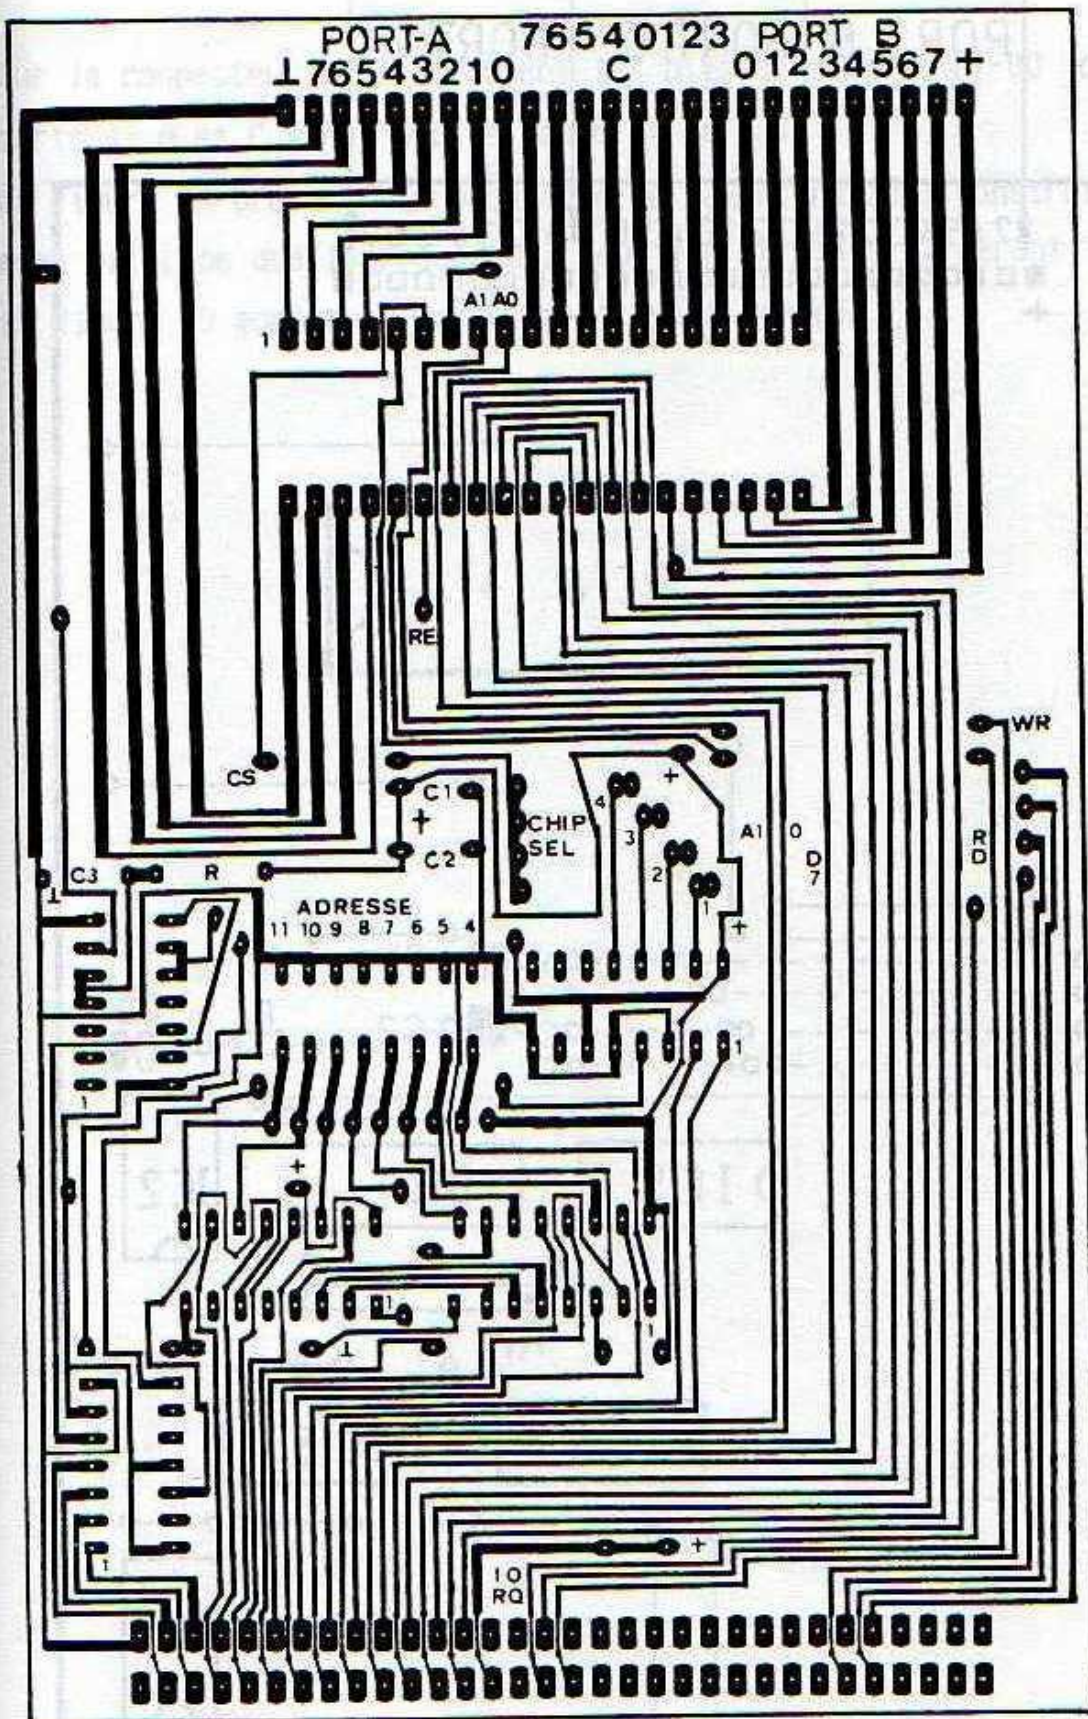 PORT-A 76540123 PORT B
⊥76543210 C 01234567+
A1 A0
1
RE
WR
CS
C1
+
+
4
CHIP
SEL
3
A1 0
C2
2
D
7
R
D
⊥
C3
R
1
ADRESSE
11 10 9 8 7 6 5 4
+
1
1
+
1
1
⊥
+
1
IO
RQ